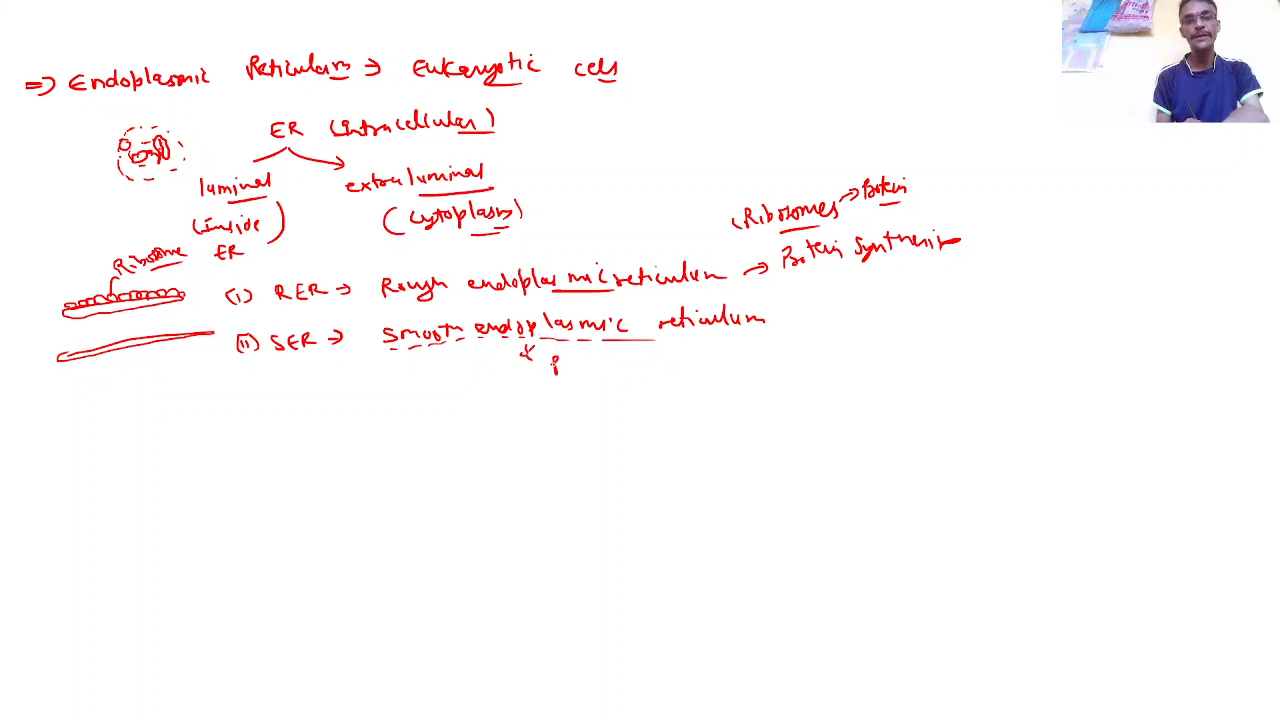 ⇒ Endoplasmic Reticulum → Eukaryotic cells
ER (intracellular)
luminal extraluminal
(inside ER) (cytoplasm)
(Ribosomes → Protein
Ribosome
(i) RER → Rough endoplasmic reticulum → Protein synthesis
(ii) SER → Smooth endoplasmic reticulum